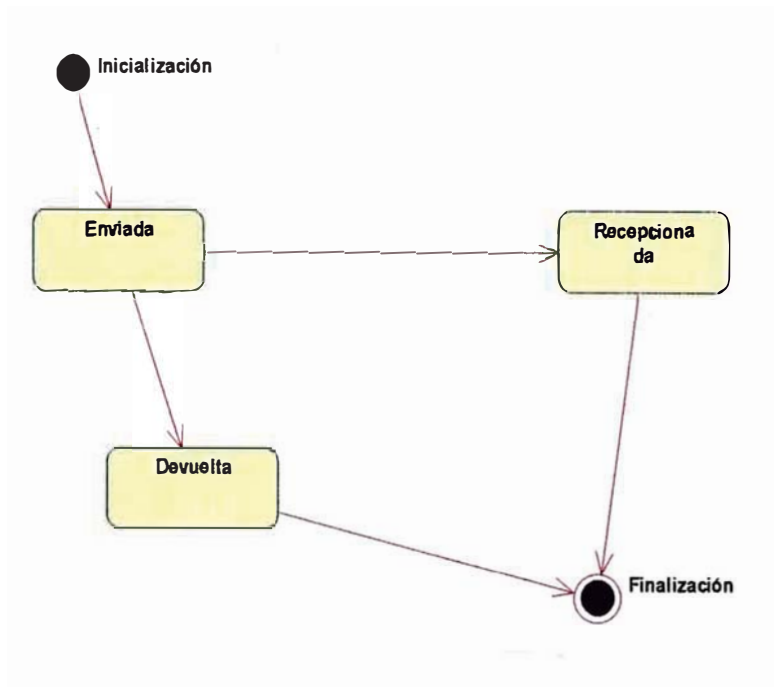 Inicialización
Enviada
Recepciona
da
Devuelta
Finalización